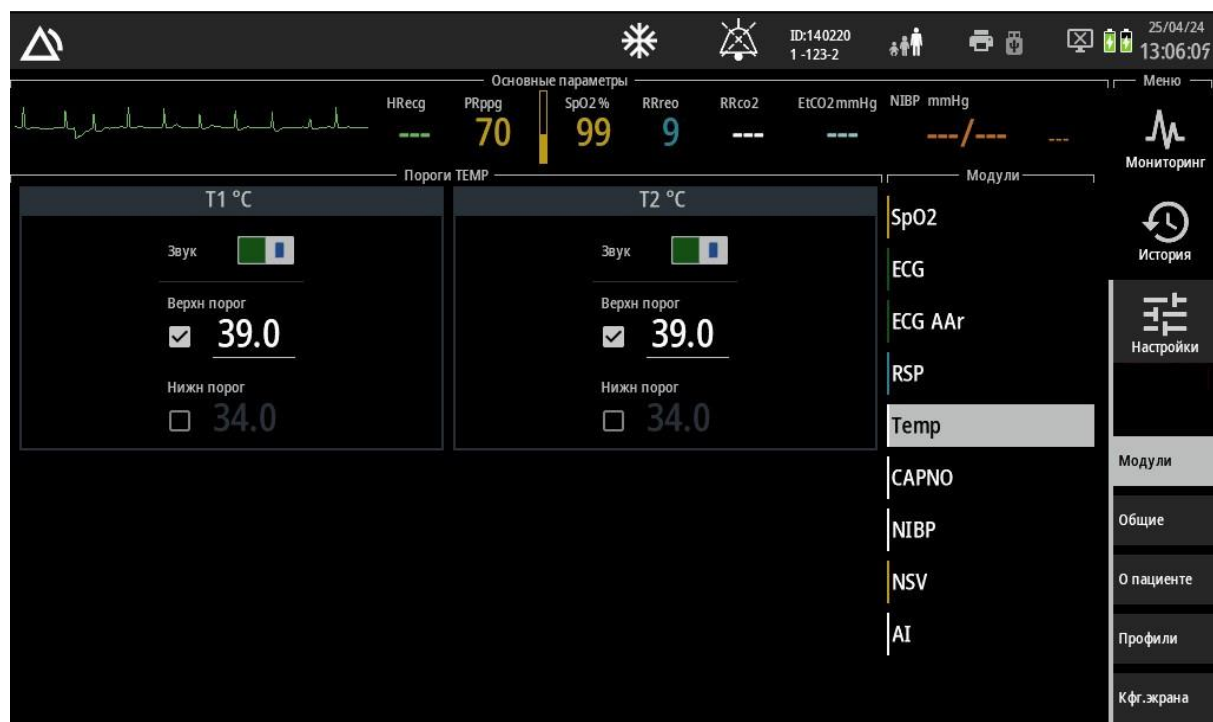 ID:140220
1 -123-2
25/04/24
13:06:05
Основные параметры
HRecg PRppg SpO2 % RRreo RRco2 EtCO2 mmHg NIBP mmHg
--- 70 99 9 --- --- ---/--- ---
Меню
Мониторинг
История
Настройки
Модули
Общие
О пациенте
Профили
Кфг.экрана
Пороги TEMP
T1 °C
Звук
Верхн порог
39.0
Нижн порог
34.0
T2 °C
Звук
Верхн порог
39.0
Нижн порог
34.0
Модули
SpO2
ECG
ECG AAr
RSP
Temp
CAPNO
NIBP
NSV
AI